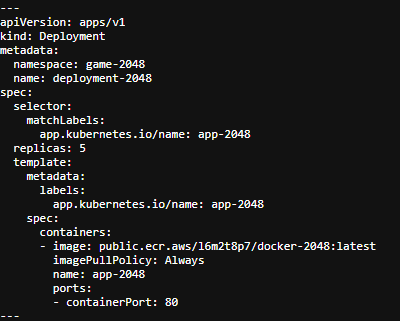 ---
apiVersion: apps/v1
kind: Deployment
metadata:
  namespace: game-2048
  name: deployment-2048
spec:
  selector:
    matchLabels:
      app.kubernetes.io/name: app-2048
  replicas: 5
  template:
    metadata:
      labels:
        app.kubernetes.io/name: app-2048
    spec:
      containers:
      - image: public.ecr.aws/l6m2t8p7/docker-2048:latest
        imagePullPolicy: Always
        name: app-2048
        ports:
        - containerPort: 80
---